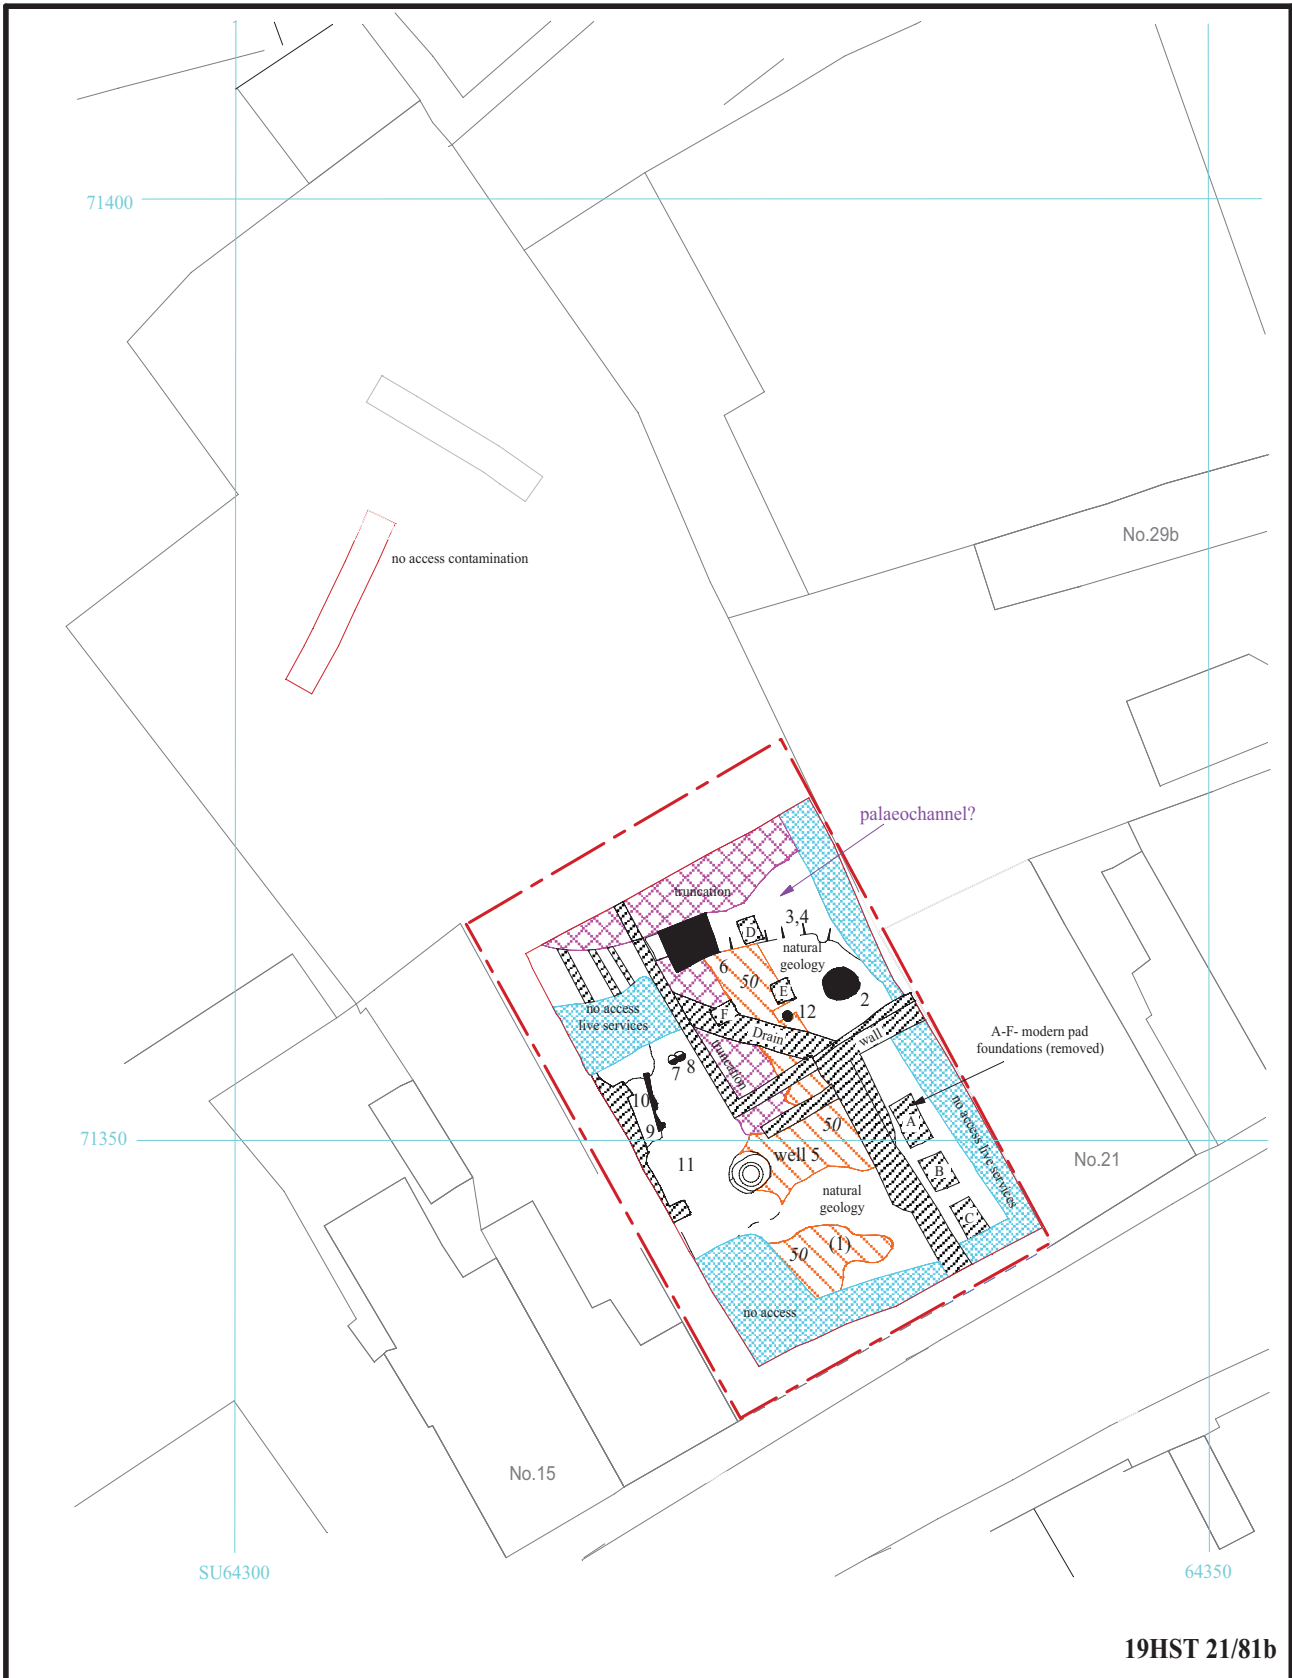 71400
no access contamination
No.29b
palaeochannel?
truncation
3,4
D
natural
geology
6
50
E
2
12
F
no access
live services
Drain
wall
A-F- modern pad
foundations (removed)
truncation
7
8
10
9
A
no access live services
71350
50
11
well 5
B
No.21
natural
geology
C
(1)
50
no access
No.15
SU64300
64350
19HST 21/81b